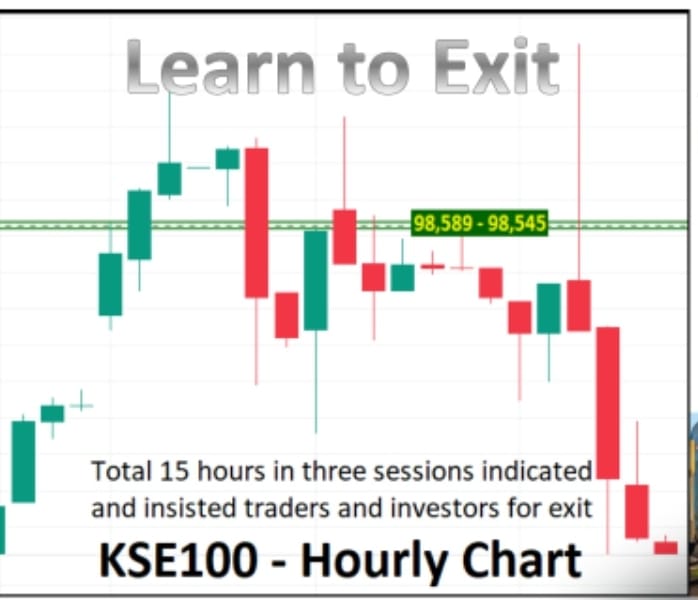 Learn to Exit
98,589 - 98,545
Total 15 hours in three sessions indicated
and insisted traders and investors for exit
KSE100 - Hourly Chart